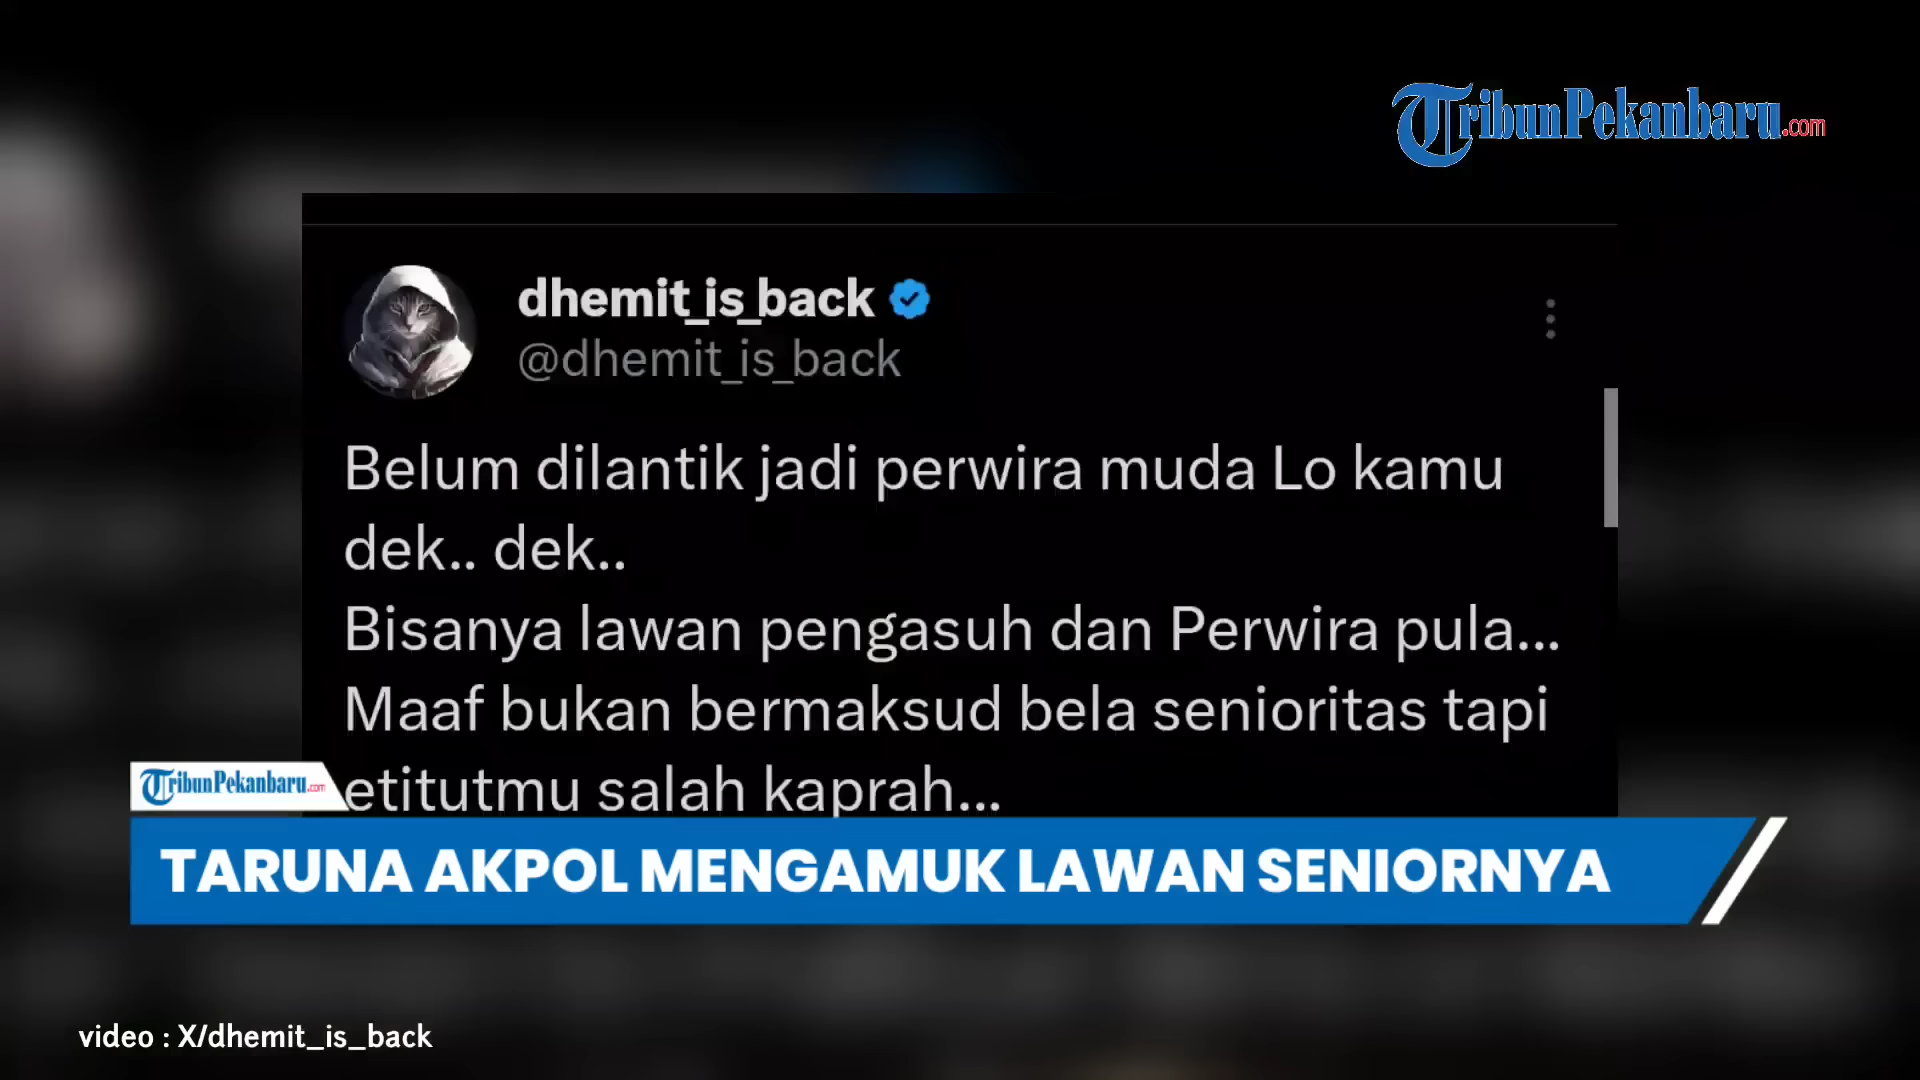 TribunPekanbaru.com
dhemit_is_back
@dhemit_is_back
Belum dilantik jadi perwira muda Lo kamu
dek.. dek..
Bisanya lawan pengasuh dan Perwira pula...
Maaf bukan bermaksud bela senioritas tapi
etitutmu salah kaprah...
TribunPekanbaru.com
TARUNA AKPOL MENGAMUK LAWAN SENIORNYA
video : X/dhemit_is_back